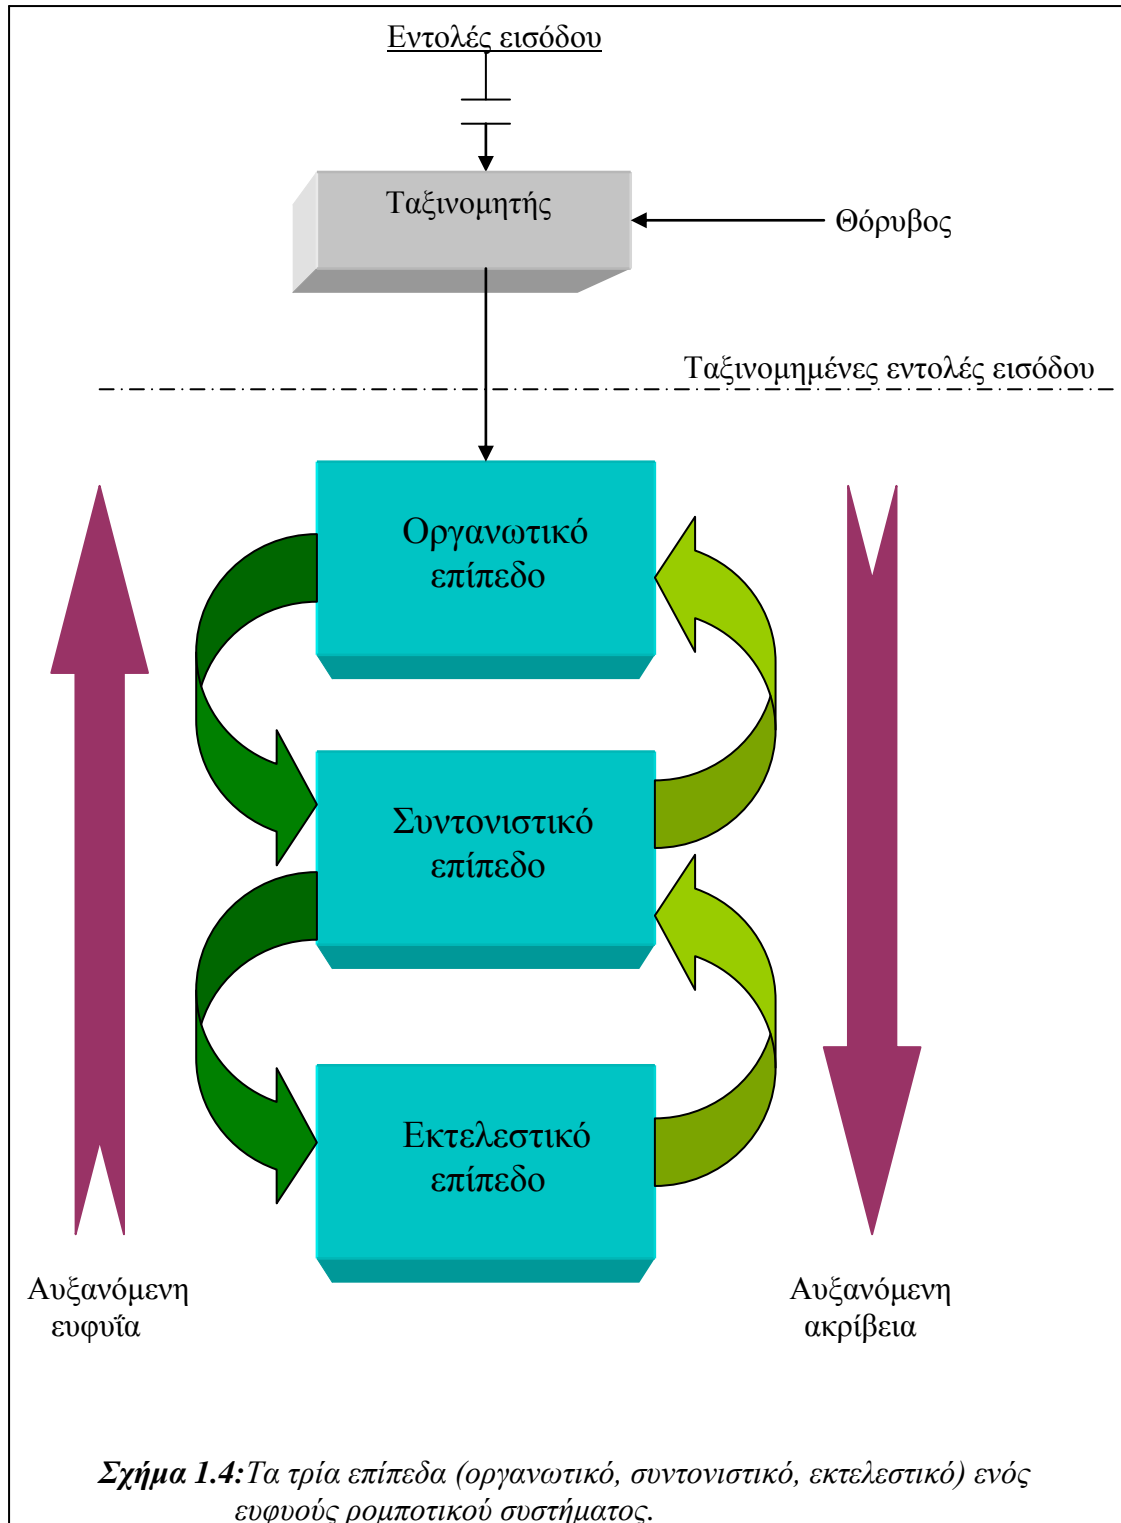 Εντολές εισόδου
Ταξινομητής
Θόρυβος
Ταξινομημένες εντολές εισόδου
Οργανωτικό
επίπεδο
Συντονιστικό
επίπεδο
Εκτελεστικό
επίπεδο
Αυξανόμενη
ευφυΐα
Αυξανόμενη
ακρίβεια
Σχήμα 1.4:Τα τρία επίπεδα (οργανωτικό, συντονιστικό, εκτελεστικό) ενός
ευφυούς ρομποτικού συστήματος.